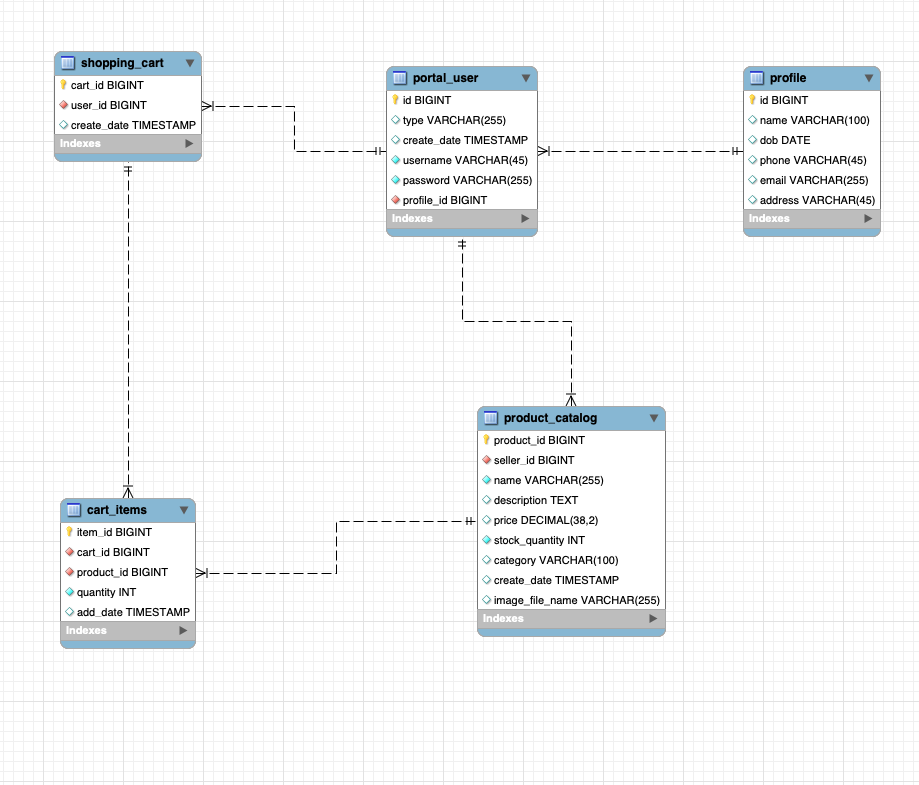 shopping_cart
cart_id BIGINT
user_id BIGINT
create_date TIMESTAMP
Indexes
portal_user
id BIGINT
type VARCHAR(255)
create_date TIMESTAMP
username VARCHAR(45)
password VARCHAR(255)
profile_id BIGINT
Indexes
profile
id BIGINT
name VARCHAR(100)
dob DATE
phone VARCHAR(45)
email VARCHAR(255)
address VARCHAR(45)
Indexes
product_catalog
product_id BIGINT
seller_id BIGINT
name VARCHAR(255)
description TEXT
price DECIMAL(38,2)
stock_quantity INT
category VARCHAR(100)
create_date TIMESTAMP
image_file_name VARCHAR(255)
Indexes
cart_items
item_id BIGINT
cart_id BIGINT
product_id BIGINT
quantity INT
add_date TIMESTAMP
Indexes